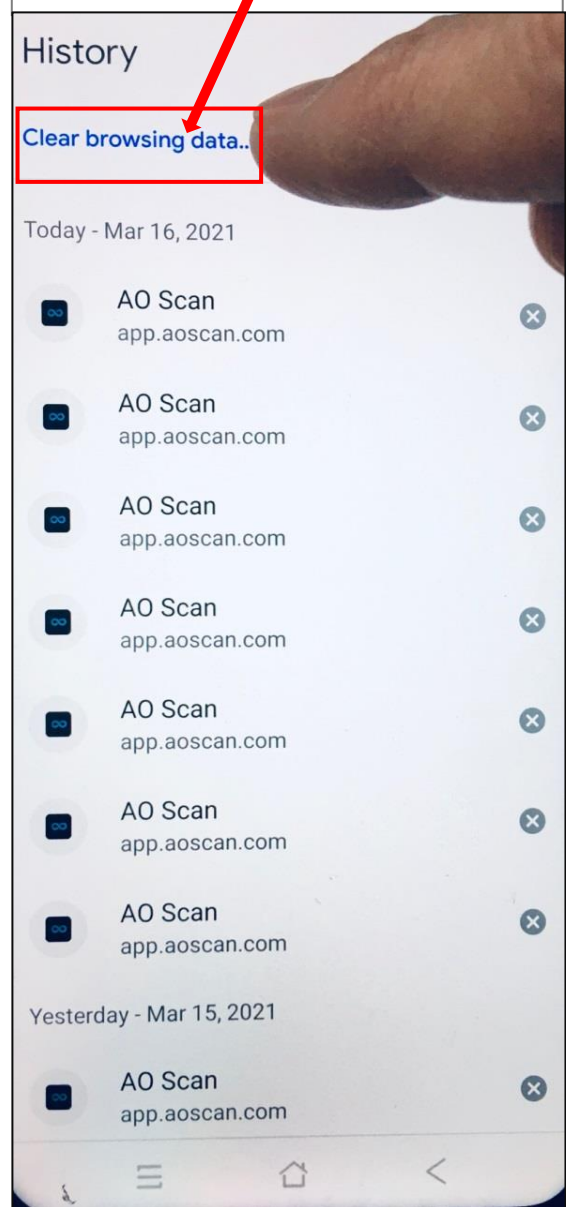 History
Clear browsing data..
Today - Mar 16, 2021
AO Scan
app.aoscan.com
AO Scan
app.aoscan.com
AO Scan
app.aoscan.com
AO Scan
app.aoscan.com
AO Scan
app.aoscan.com
AO Scan
app.aoscan.com
AO Scan
app.aoscan.com
Yesterday - Mar 15, 2021
AO Scan
app.aoscan.com